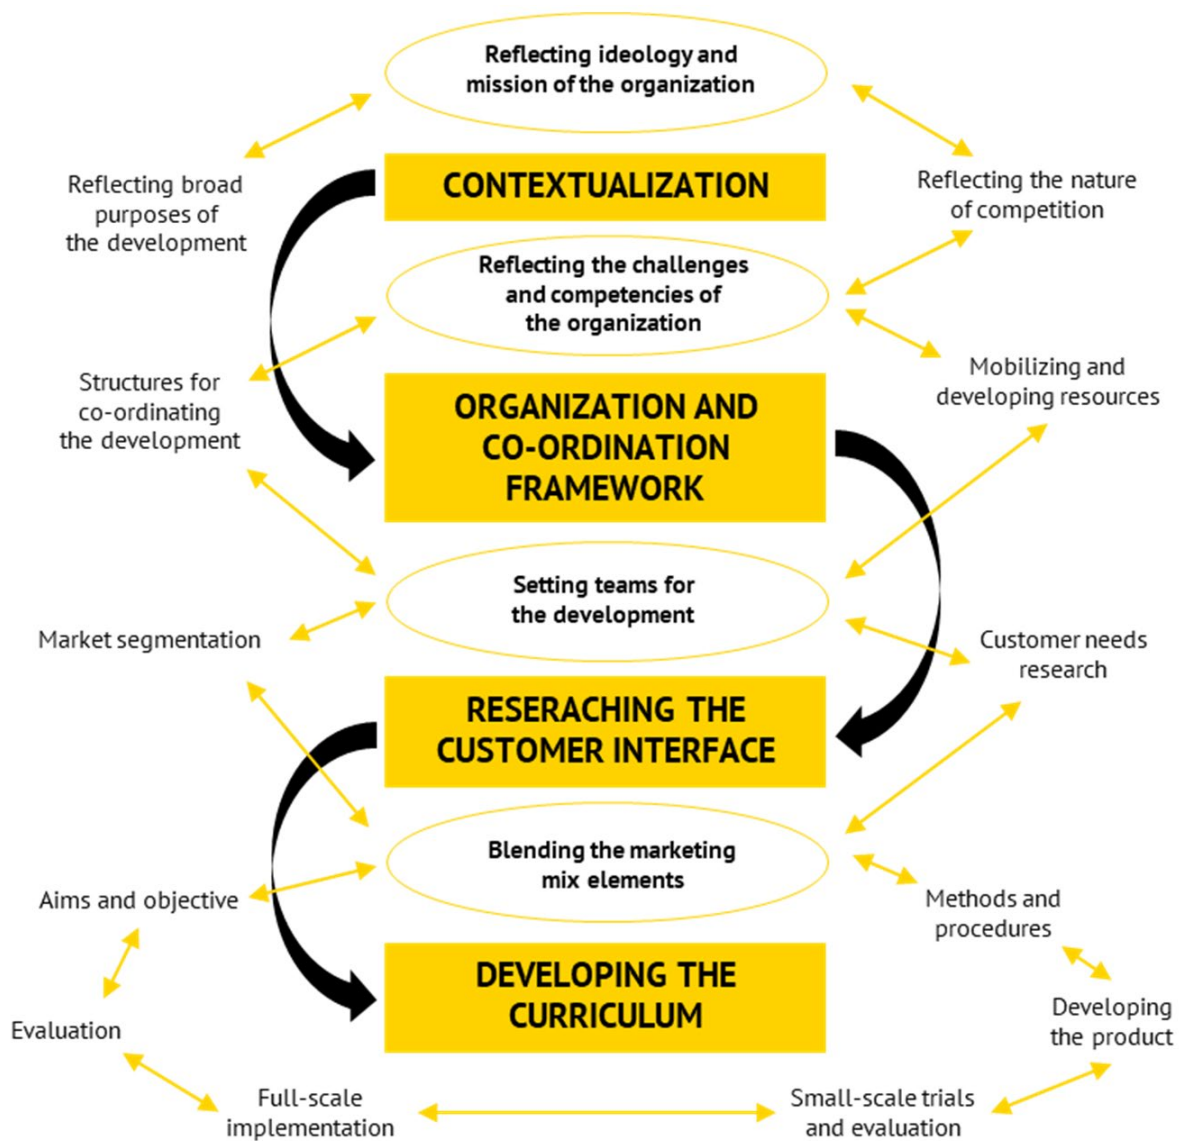 Reflecting ideology and
mission of the organization
Reflecting broad
purposes of
the development
CONTEXTUALIZATION
Reflecting the nature
of competition
Reflecting the challenges
and competencies of
the organization
Structures for
co-ordinating
the development
ORGANIZATION AND
CO-ORDINATION
FRAMEWORK
Mobilizing and
developing resources
Setting teams for
the development
Market segmentation
Customer needs
research
RESERACHING THE
CUSTOMER INTERFACE
Blending the marketing
mix elements
Aims and objective
Methods and
procedures
DEVELOPING THE
CURRICULUM
Evaluation
Developing
the product
Full-scale
implementation
Small-scale trials
and evaluation